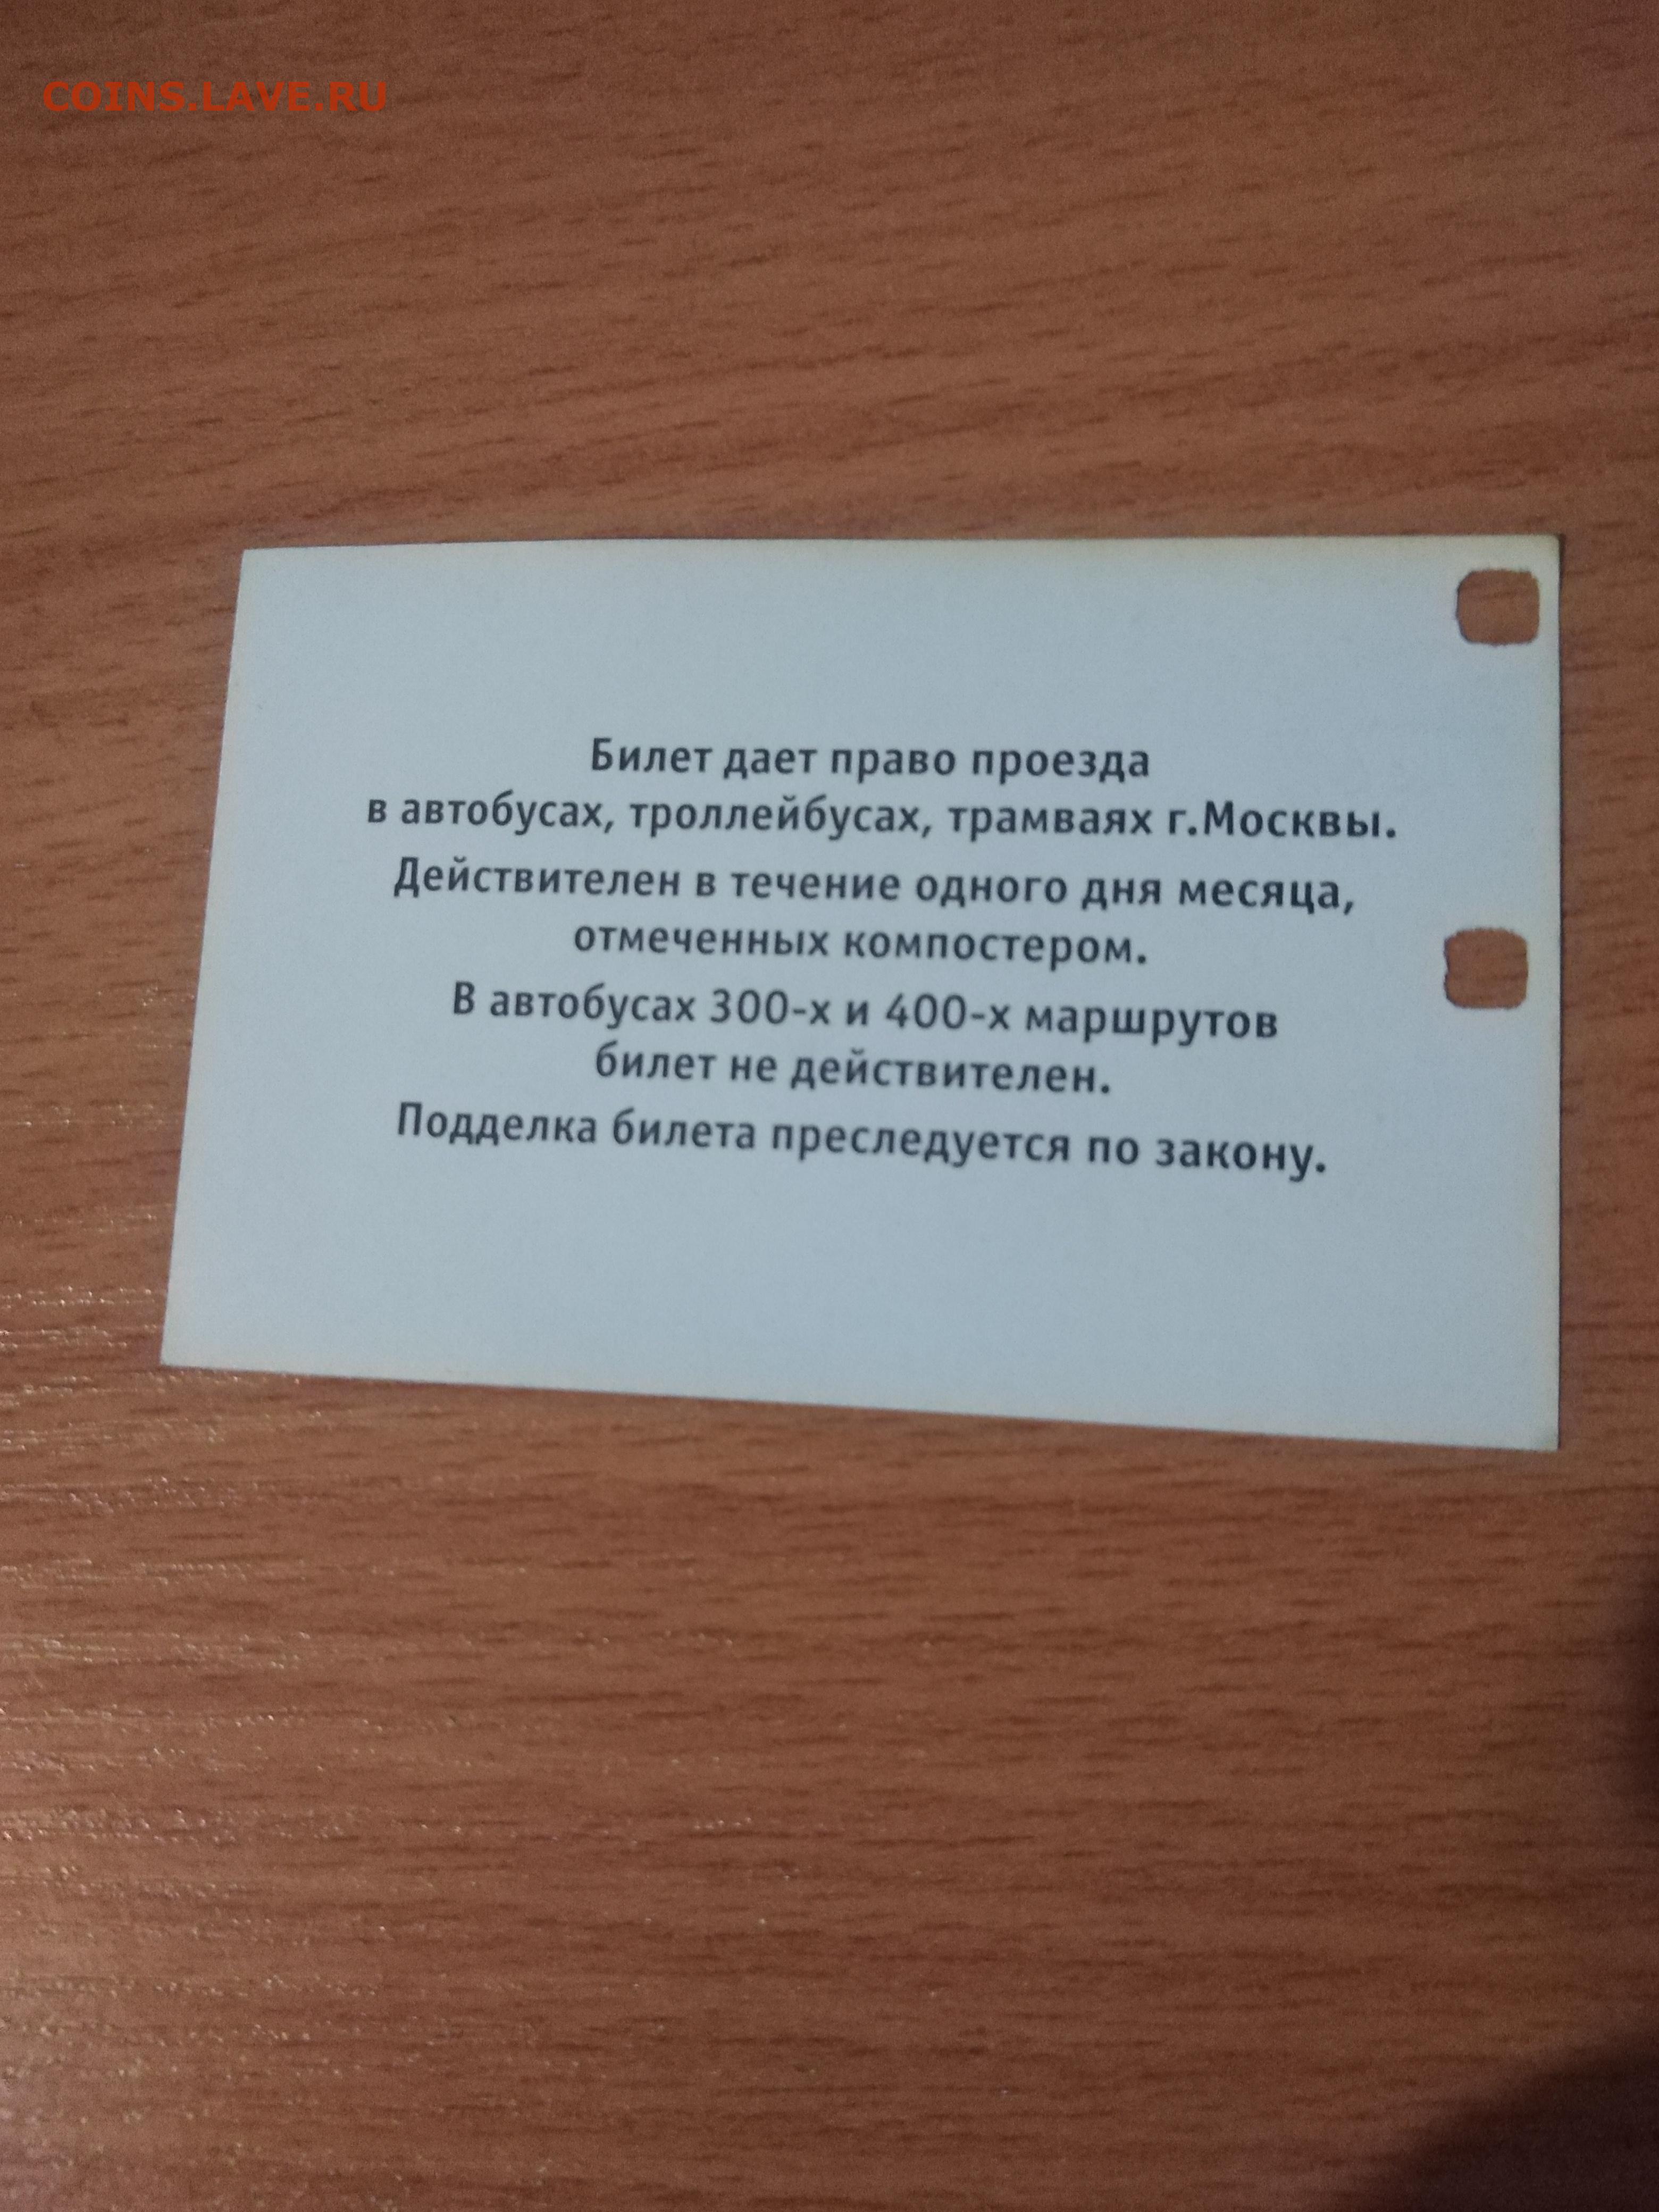 COINS.LAVE.RU
Билет дает право проезда
в автобусах, троллейбусах, трамваях г.Москвы.
Действителен в течение одного дня месяца,
отмеченных компостером.
В автобусах 300-х и 400-х маршрутов
билет не действителен.
Подделка билета преследуется по закону.